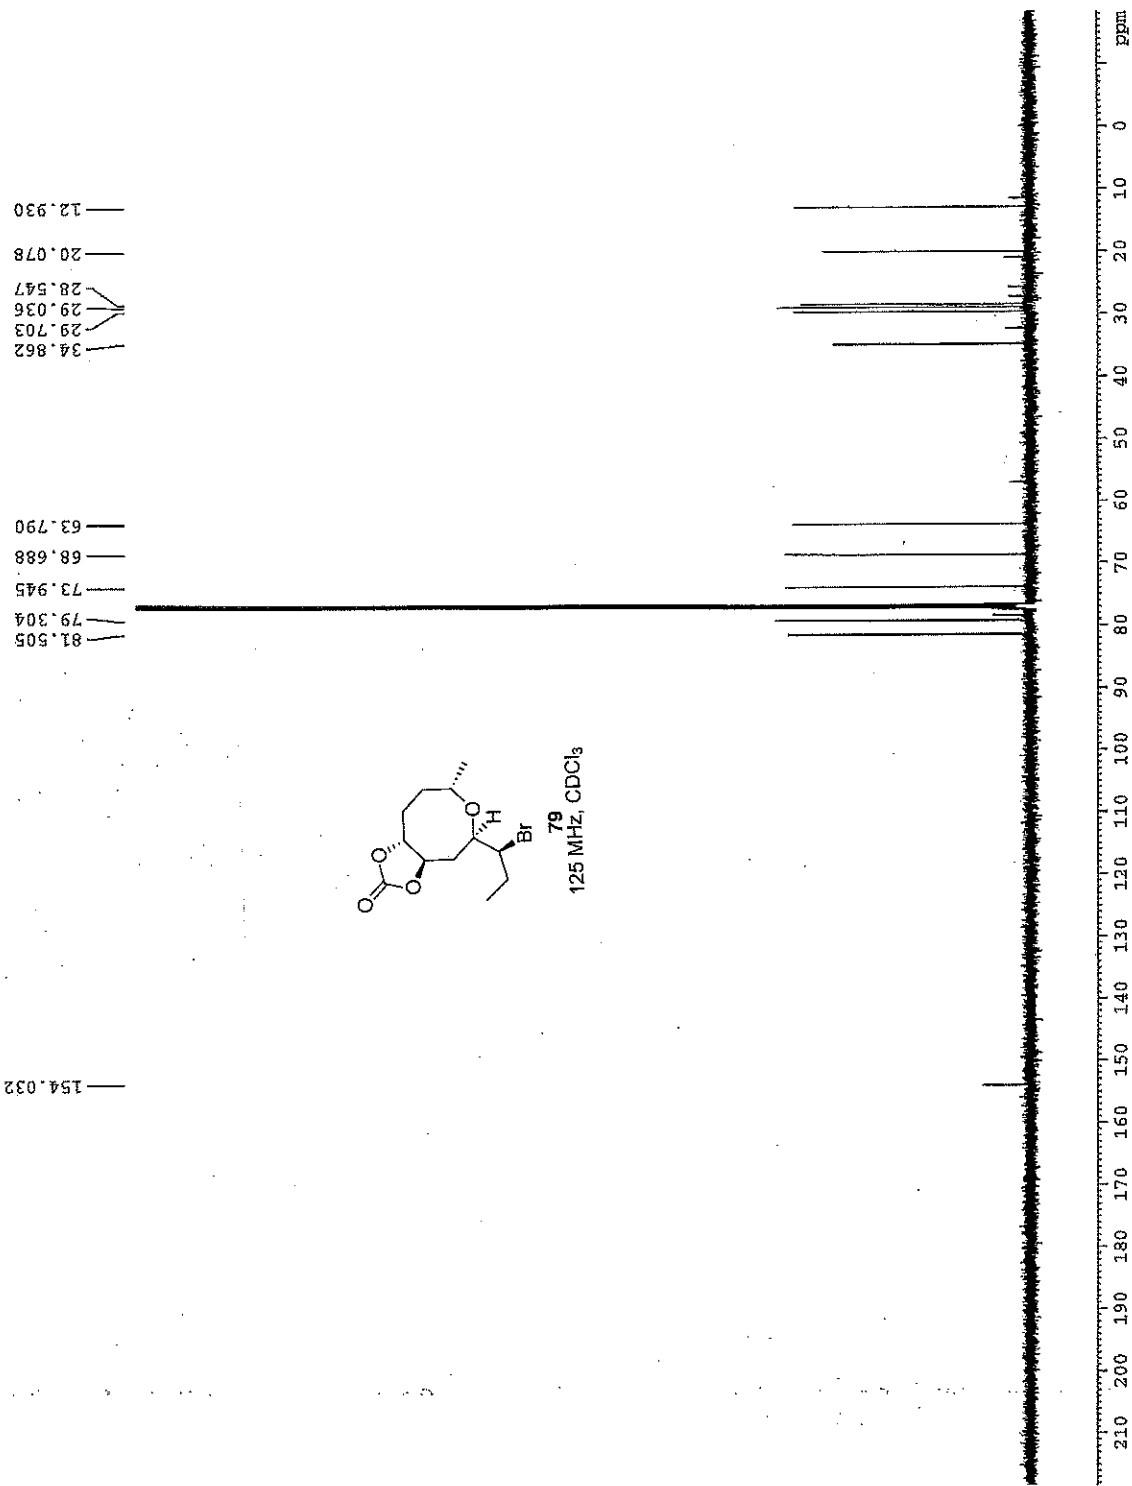 154.032
81.505
79.304
73.945
68.688
63.790
34.862
29.703
29.036
28.547
20.078
12.930
O
O
O
O
H
Br
79
125 MHz, CDCl₃
210 200 190 180 170 160 150 140 130 120 110 100 90 80 70 60 50 40 30 20 10 0 ppm